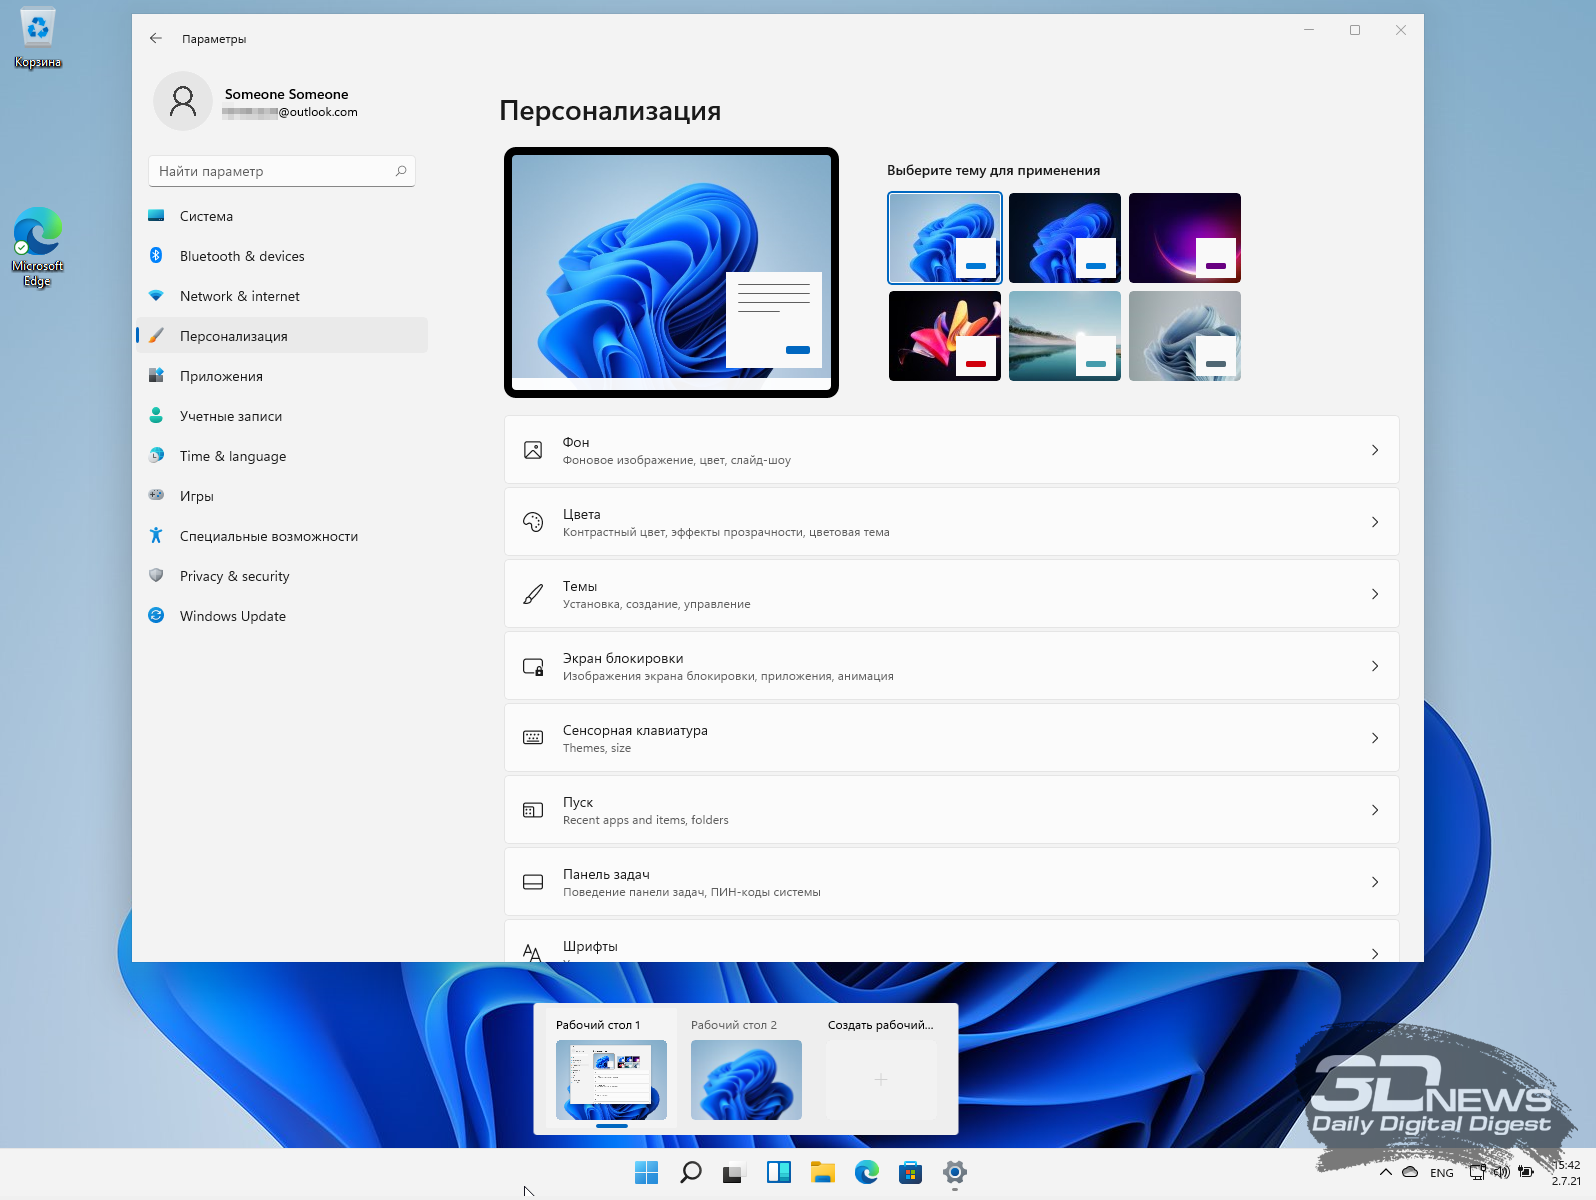 Корзина
Microsoft
Edge
Параметры
Someone Someone
@outlook.com
Найти параметр
Система
Bluetooth & devices
Network & internet
Персонализация
Приложения
Учетные записи
Time & language
Игры
Специальные возможности
Privacy & security
Windows Update
Персонализация
Выберите тему для применения
Фон
Фоновое изображение, цвет, слайд-шоу
Цвета
Контрастный цвет, эффекты прозрачности, цветовая тема
Темы
Установка, создание, управление
Экран блокировки
Изображения экрана блокировки, приложения, анимация
Сенсорная клавиатура
Themes, size
Пуск
Recent apps and items, folders
Панель задач
Поведение панели задач, ПИН-коды системы
Шрифты
Рабочий стол 1
Рабочий стол 2
Создать рабочий...
3DNEWS
Daily Digital Digest
ENG
15:42
2.7.21